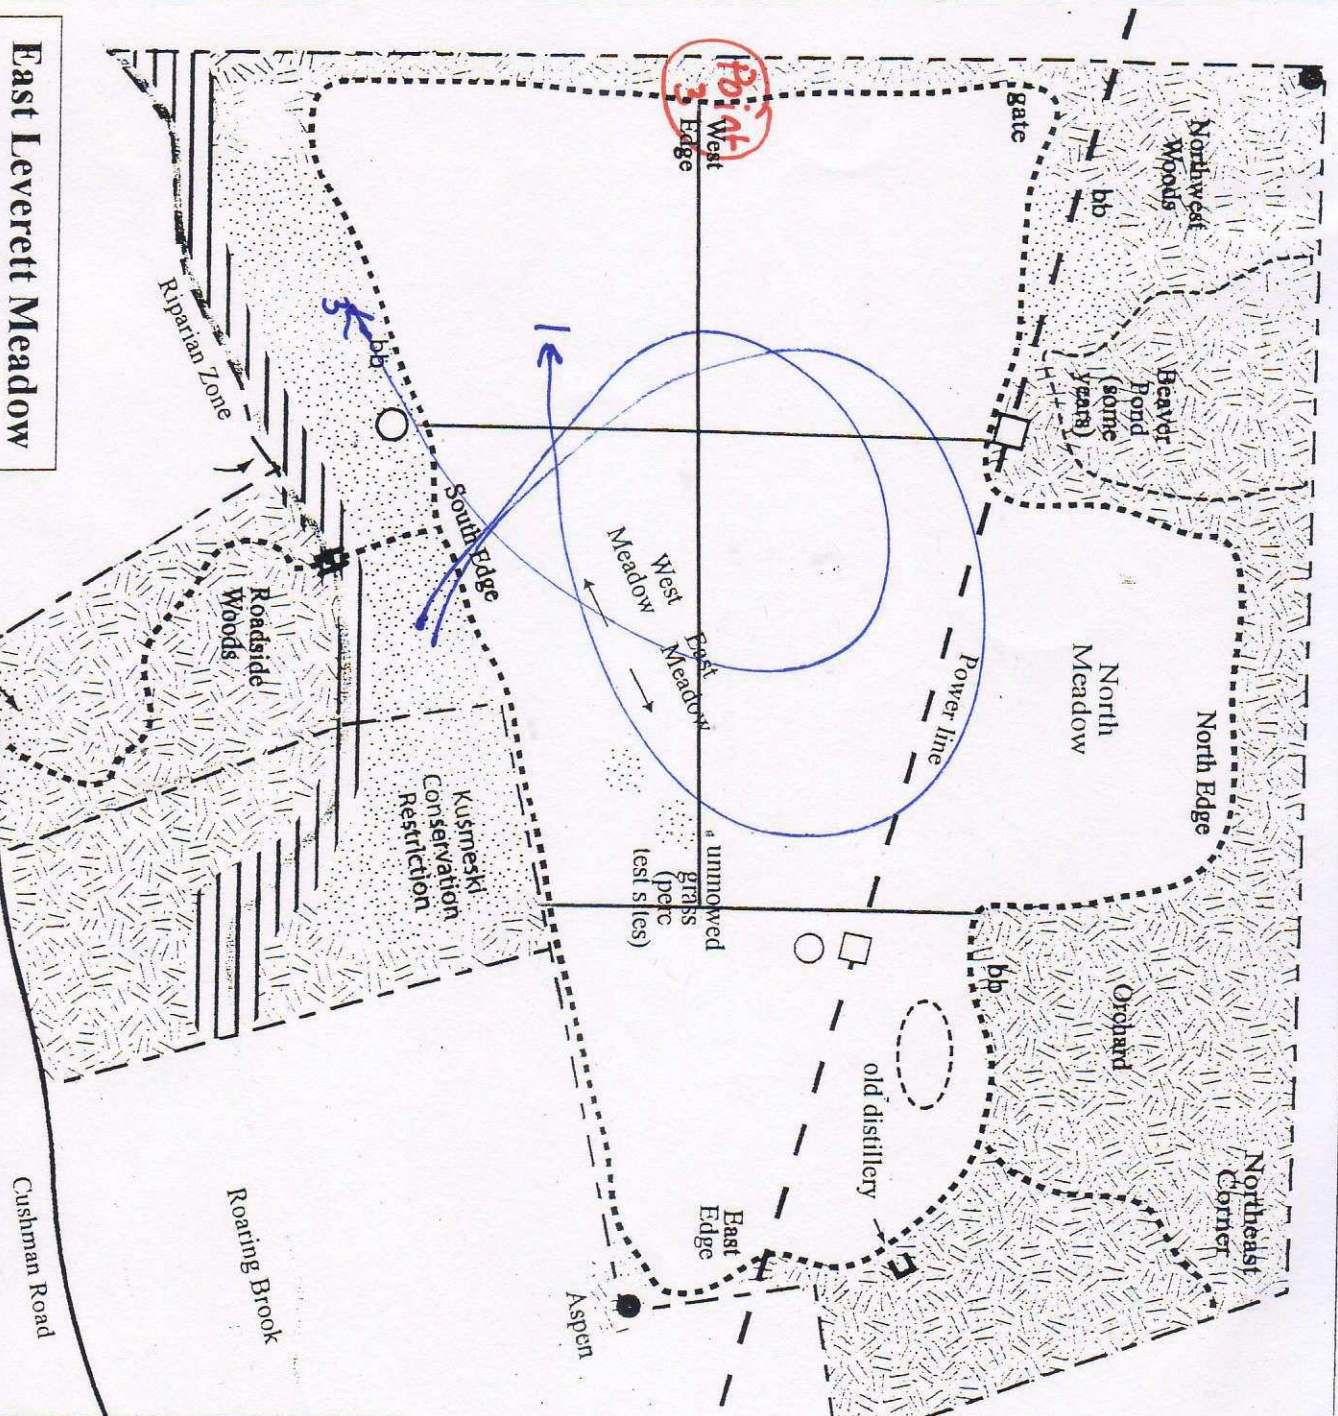 East Leverett Meadow
Northwest
Woods
bb
gate
Beaver
Pond
(some
years)
Point
3
West
Edge
North
Meadow
North Edge
Power line
West
Meadow
East
Meadow
unmowed
grass
(perc
test sites)
South Edge
bb
1
3
Riparian Zone
Roadside
Woods
Kusmeski
Conservation
Restriction
bb
Orchard
old distillery
Northeast
Corner
East
Edge
Aspen
Roaring Brook
Cushman Road